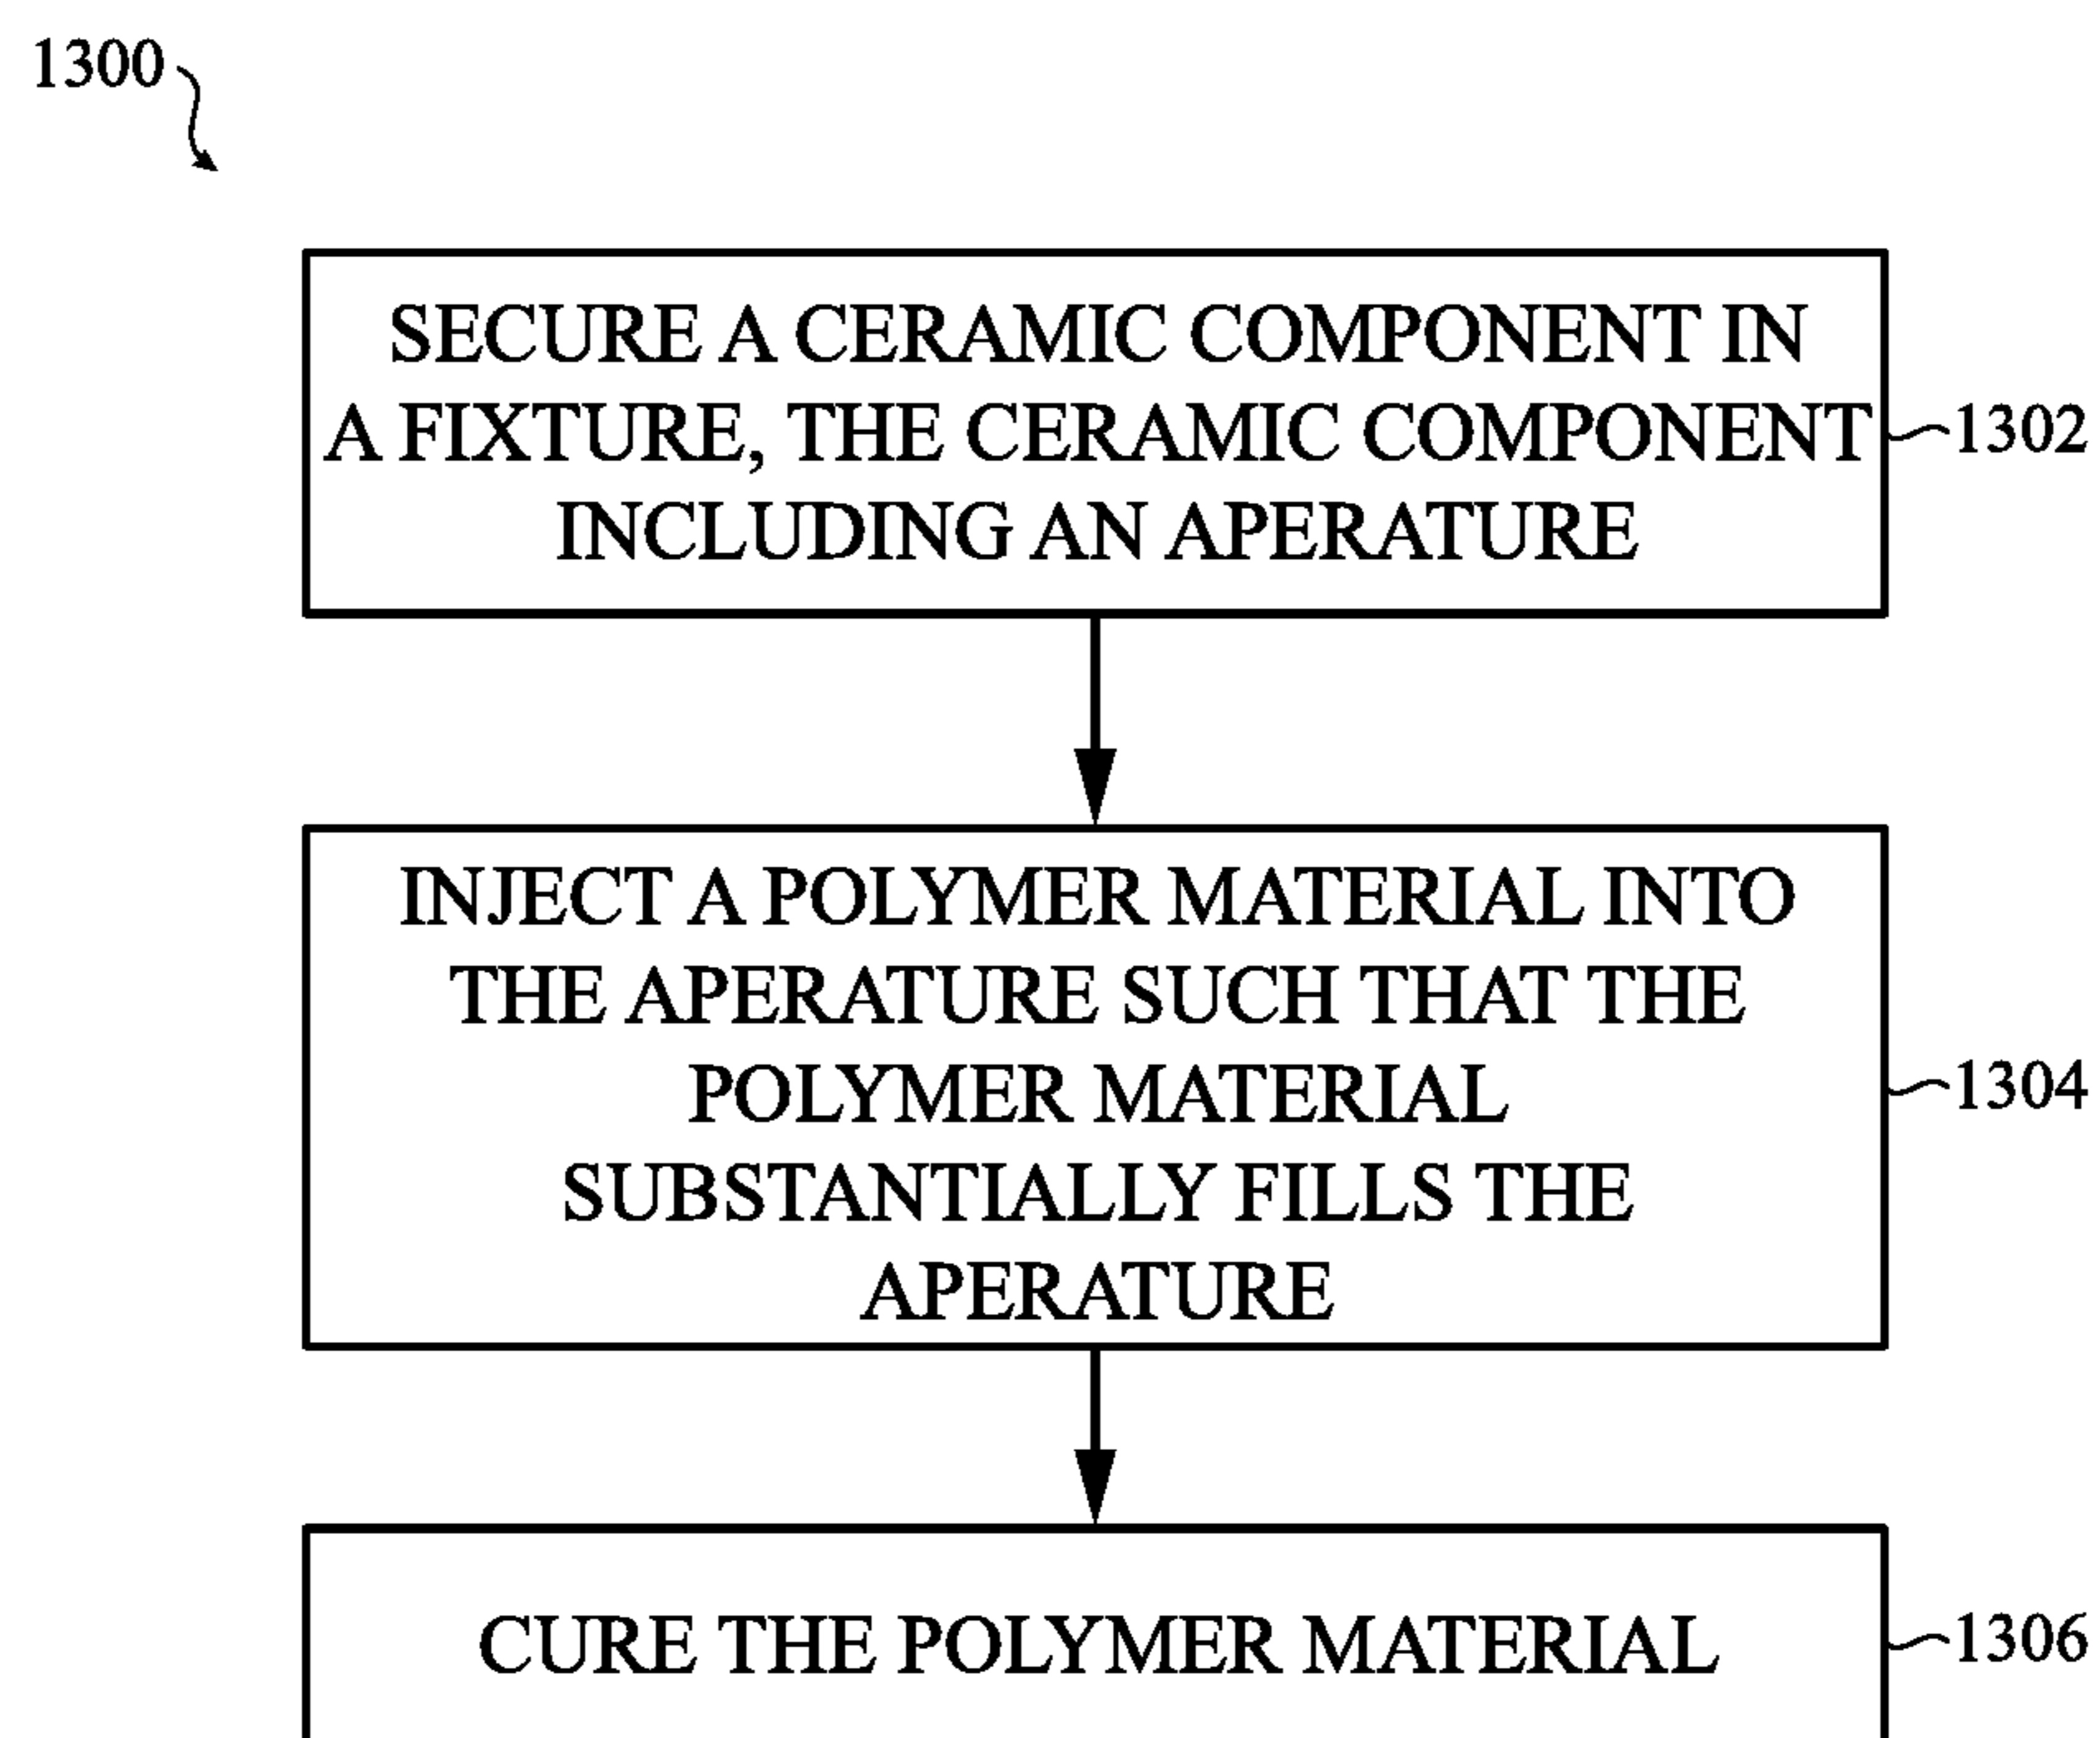 1300
SECURE A CERAMIC COMPONENT IN
A FIXTURE, THE CERAMIC COMPONENT
INCLUDING AN APERATURE
1302
INJECT A POLYMER MATERIAL INTO
THE APERATURE SUCH THAT THE
POLYMER MATERIAL
SUBSTANTIALLY FILLS THE
APERATURE
1304
CURE THE POLYMER MATERIAL
1306